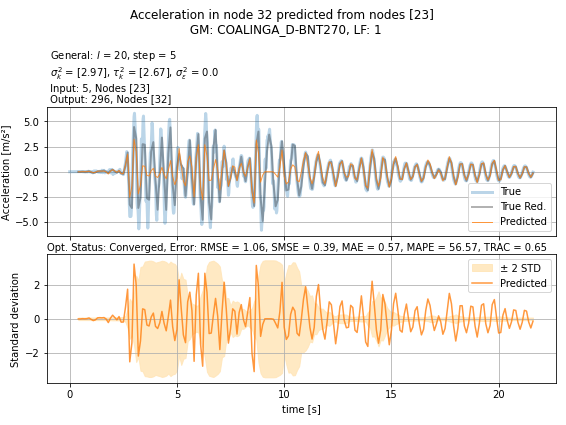 Acceleration in node 32 predicted from nodes [23]
GM: COALINGA_D-BNT270, LF: 1
General: l = 20, step = 5
σ²ₖ = [2.97], τ²ₖ = [2.67], σ²ε = 0.0
Input: 5, Nodes [23]
Output: 296, Nodes [32]
5.0
2.5
0.0
−2.5
−5.0
Acceleration [m/s²]
True
True Red.
Predicted
Opt. Status: Converged, Error: RMSE = 1.06, SMSE = 0.39, MAE = 0.57, MAPE = 56.57, TRAC = 0.65
2
0
−2
Standard deviation
± 2 STD
Predicted
0 5 10 15 20
time [s]